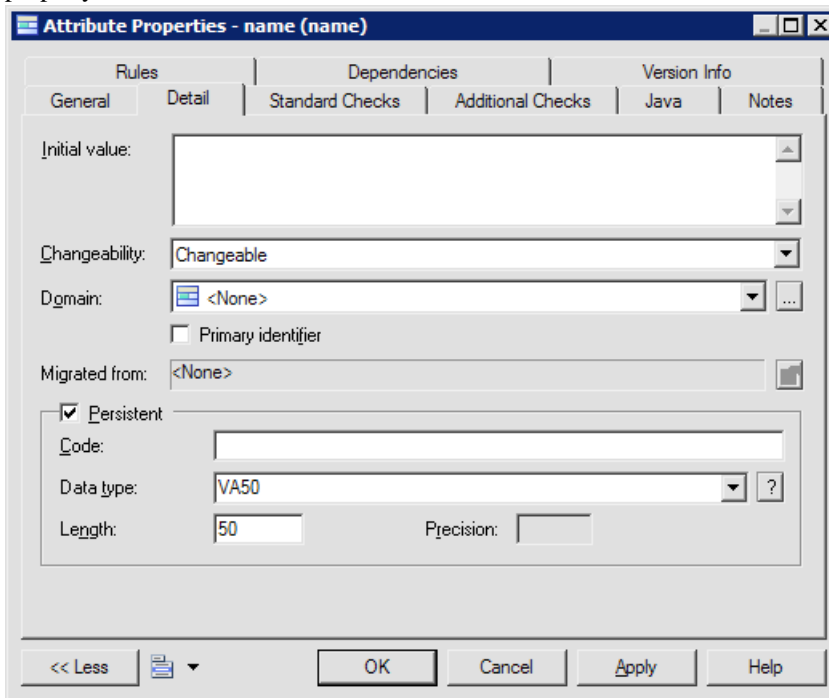 Attribute Properties - name (name)
Rules Dependencies Version Info
General Detail Standard Checks Additional Checks Java Notes
Initial value:
Changeability: Changeable
Domain: <None> ...
Primary identifier
Migrated from: <None>
Persistent
Code:
Data type: VA50 ?
Length: 50 Precision:
<< Less OK Cancel Apply Help